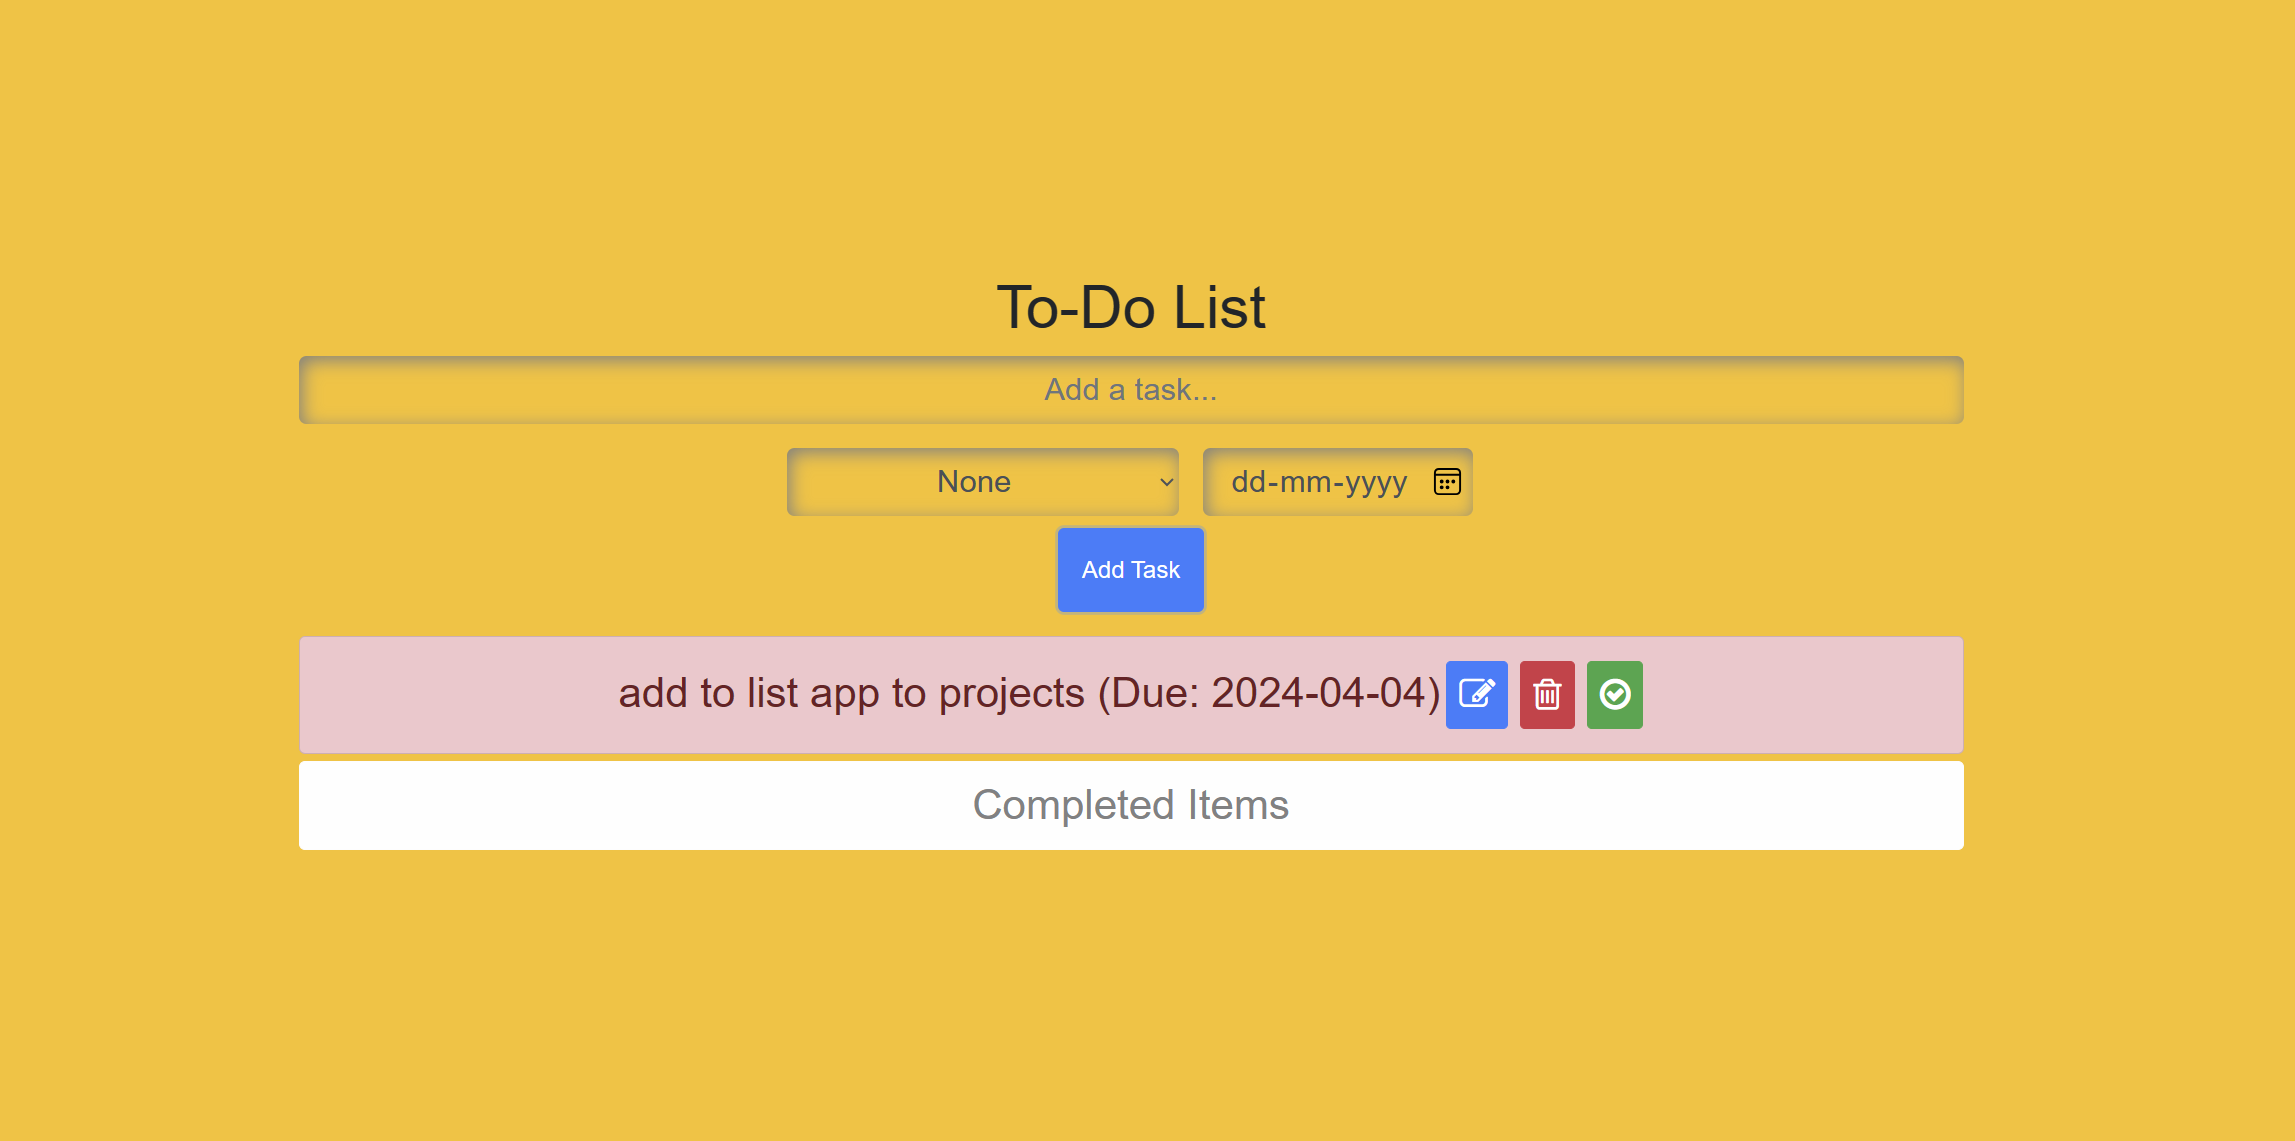 To-Do List
Add a task...
None
dd-mm-yyyy
Add Task
add to list app to projects (Due: 2024-04-04)
Completed Items